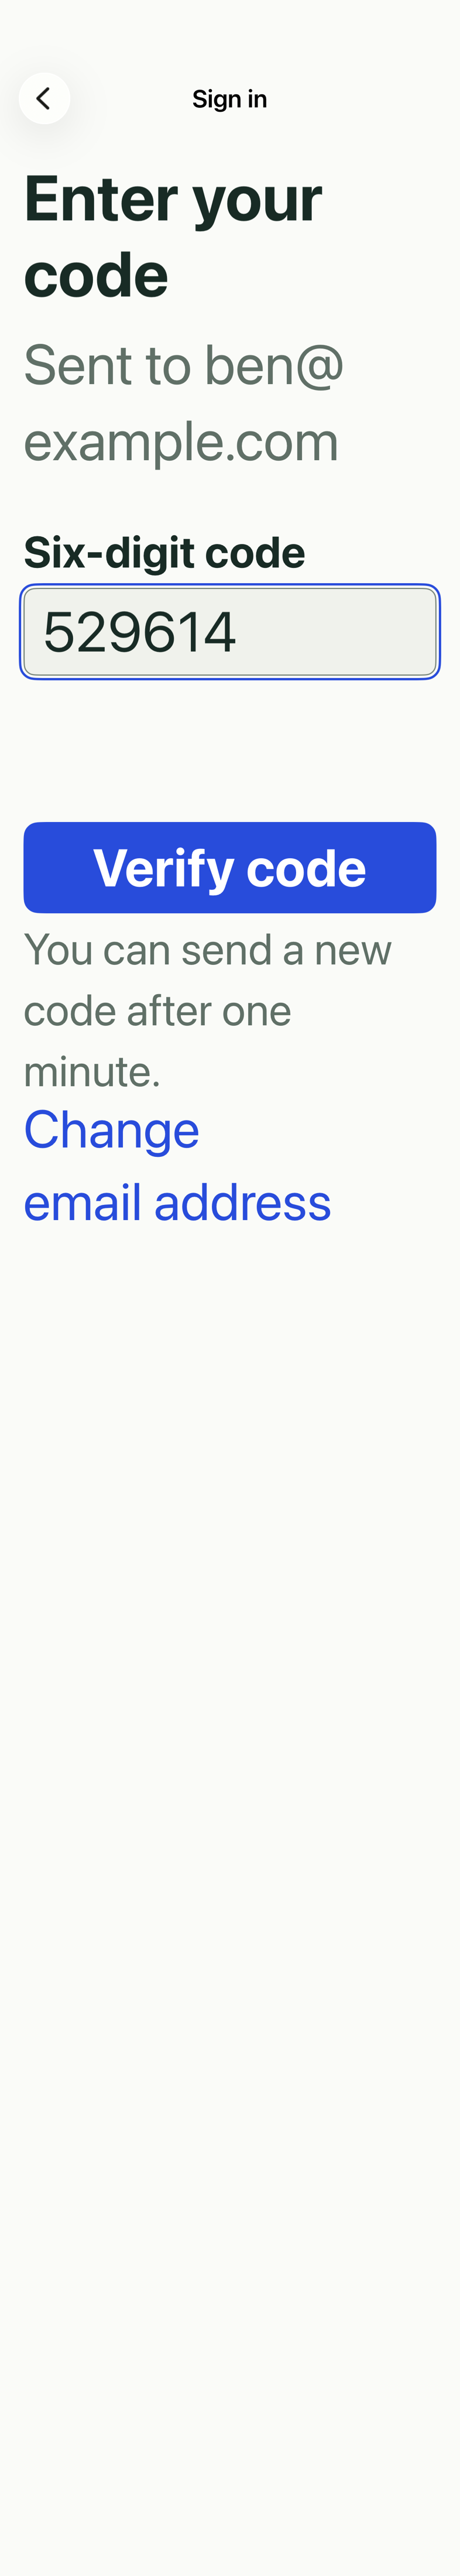 Sign in
Enter your
code
Sent to ben@
example.com
Six-digit code
529614
Verify code
You can send a new
code after one
minute.
Change
email address